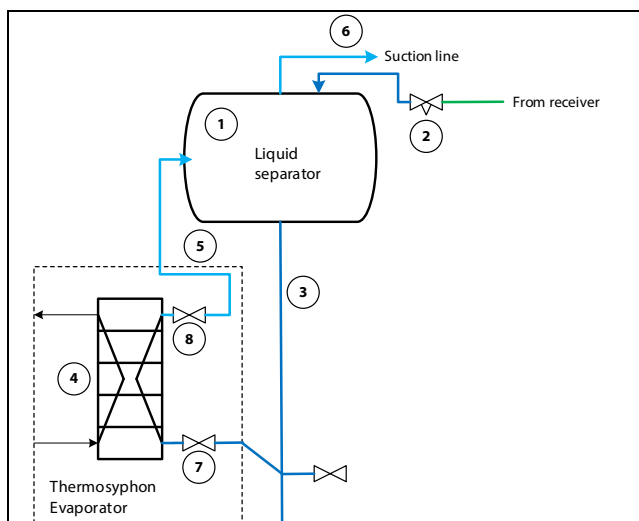 6
Suction line
1
From receiver
2
Liquid
separator
5
3
8
4
7
Thermosyphon
Evaporator